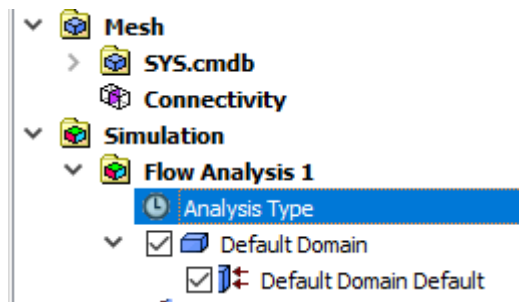 Mesh
SYS.cmdb
Connectivity
Simulation
Flow Analysis 1
Analysis Type
Default Domain
Default Domain Default